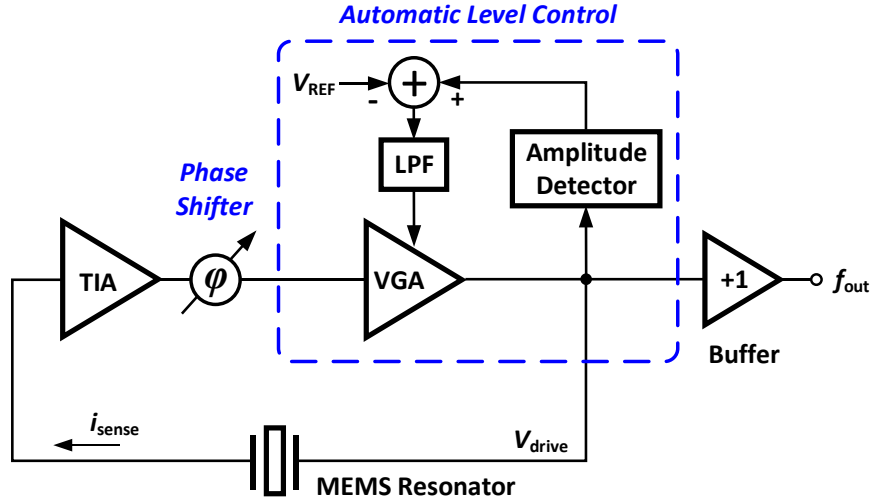 Automatic Level Control
VREF
-
+
+
LPF
Amplitude
Detector
Phase
Shifter
TIA
φ
VGA
+1
fout
Buffer
isense
Vdrive
MEMS Resonator